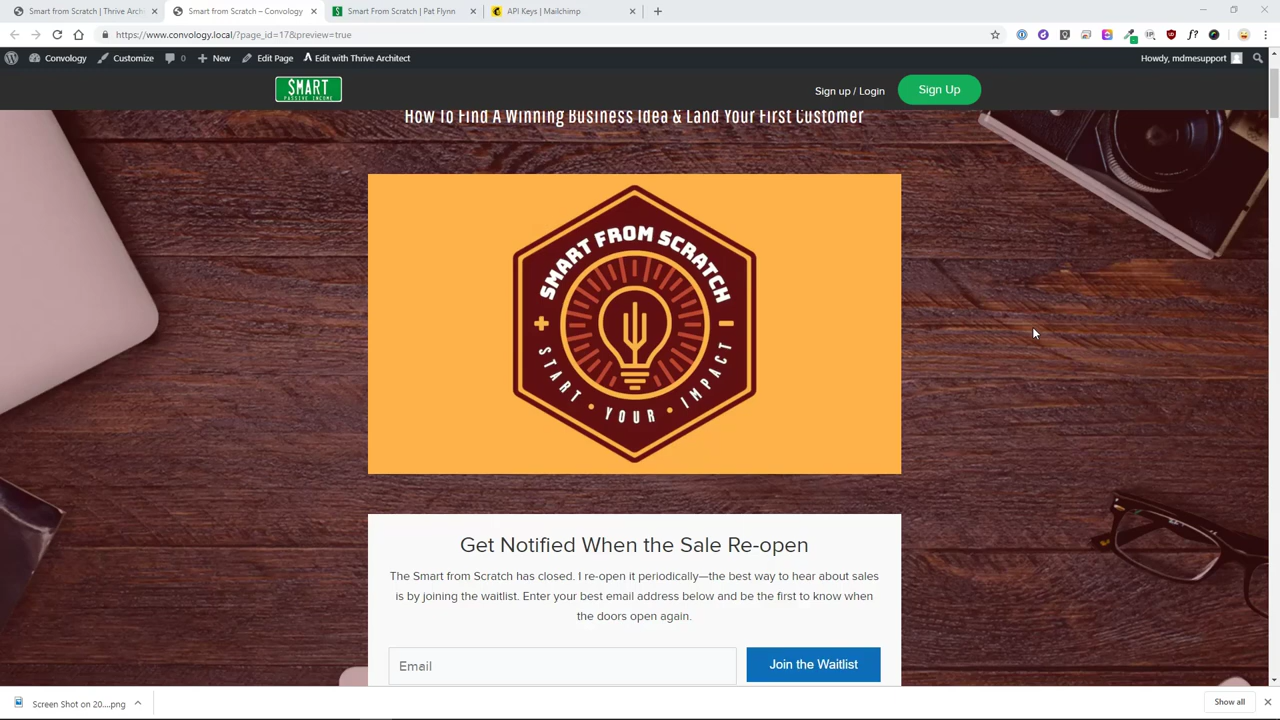 Smart from Scratch | Thrive Arch
Smart from Scratch – Convology
Smart From Scratch | Pat Flynn
API Keys | Mailchimp
https://www.convology.local/?page_id=17&preview=true
Convology
Customize
0
New
Edit Page
Edit with Thrive Architect
Howdy, mdmesupport
SMART
PASSIVE INCOME
Sign up / Login
Sign Up
How To Find A Winning Business Idea & Land Your First Customer
SMART FROM SCRATCH
START • YOUR • IMPACT
Get Notified When the Sale Re-open
The Smart from Scratch has closed. I re-open it periodically—the best way to hear about sales
is by joining the waitlist. Enter your best email address below and be the first to know when
the doors open again.
Email
Join the Waitlist
Screen Shot on 20....png
Show all